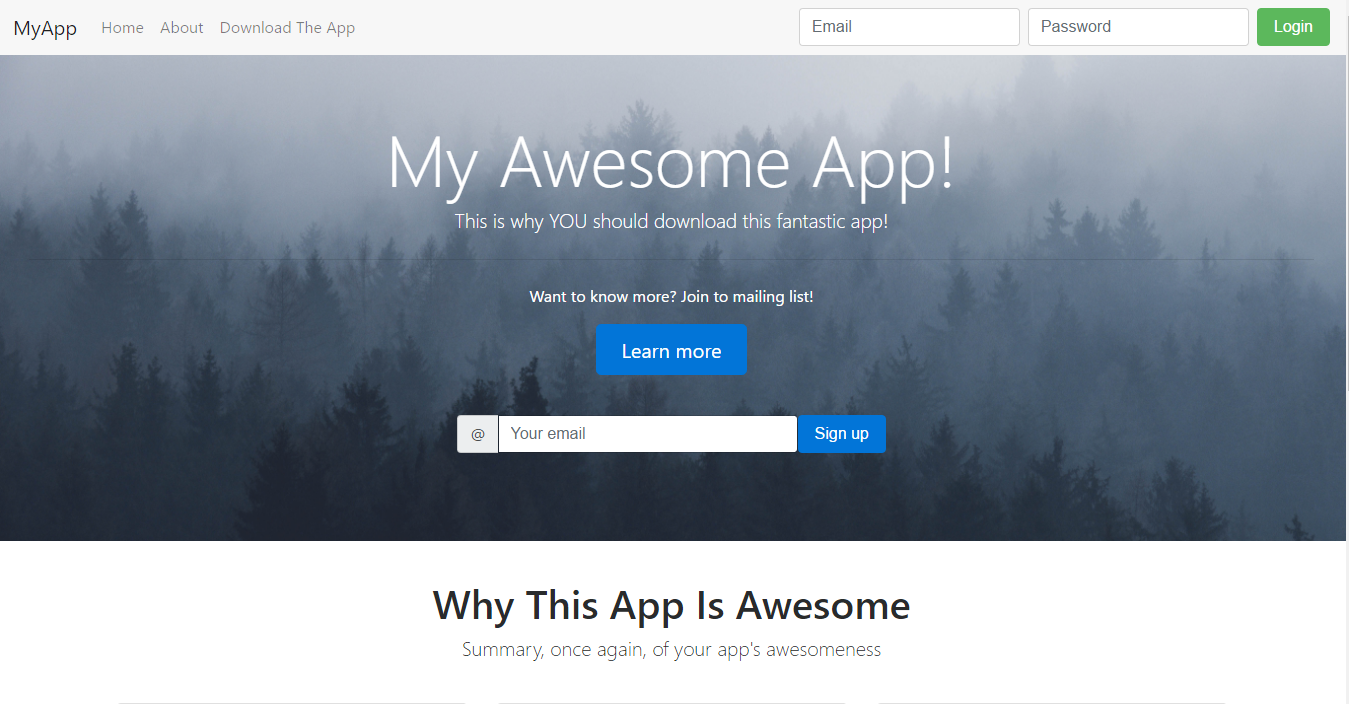 MyApp Home About Download The App Email Password Login
My Awesome App!
This is why YOU should download this fantastic app!
Want to know more? Join to mailing list!
Learn more
@ Your email Sign up
Why This App Is Awesome
Summary, once again, of your app's awesomeness